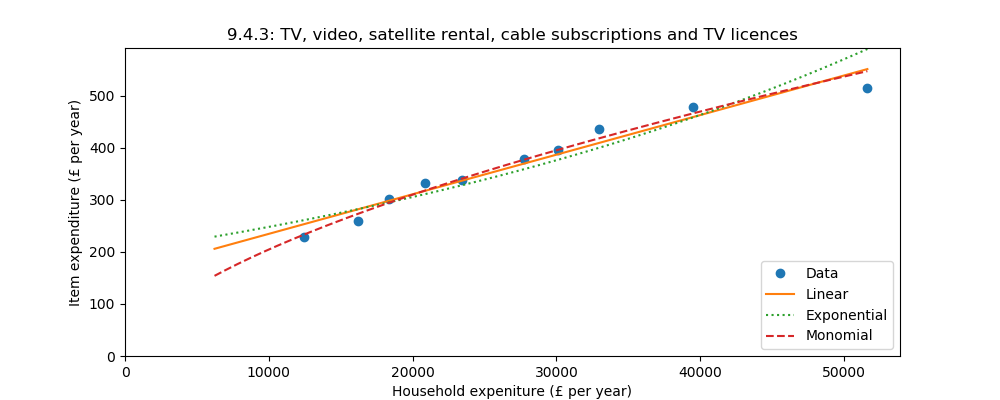 9.4.3: TV, video, satellite rental, cable subscriptions and TV licences
Item expenditure (£ per year)
500
400
300
200
100
0
0 10000 20000 30000 40000 50000
Household expeniture (£ per year)
Data
Linear
Exponential
Monomial